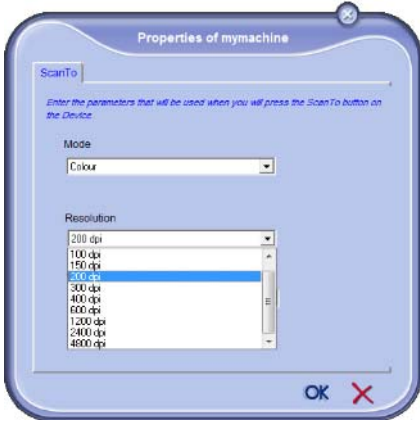 Properties of mymachine
ScanTo
Enter the parameters that will be used when you will press the ScanTo button on
the Device
Mode
Colour
Resolution
200 dpi
100 dpi
150 dpi
200 dpi
300 dpi
400 dpi
600 dpi
1200 dpi
2400 dpi
4800 dpi
OK